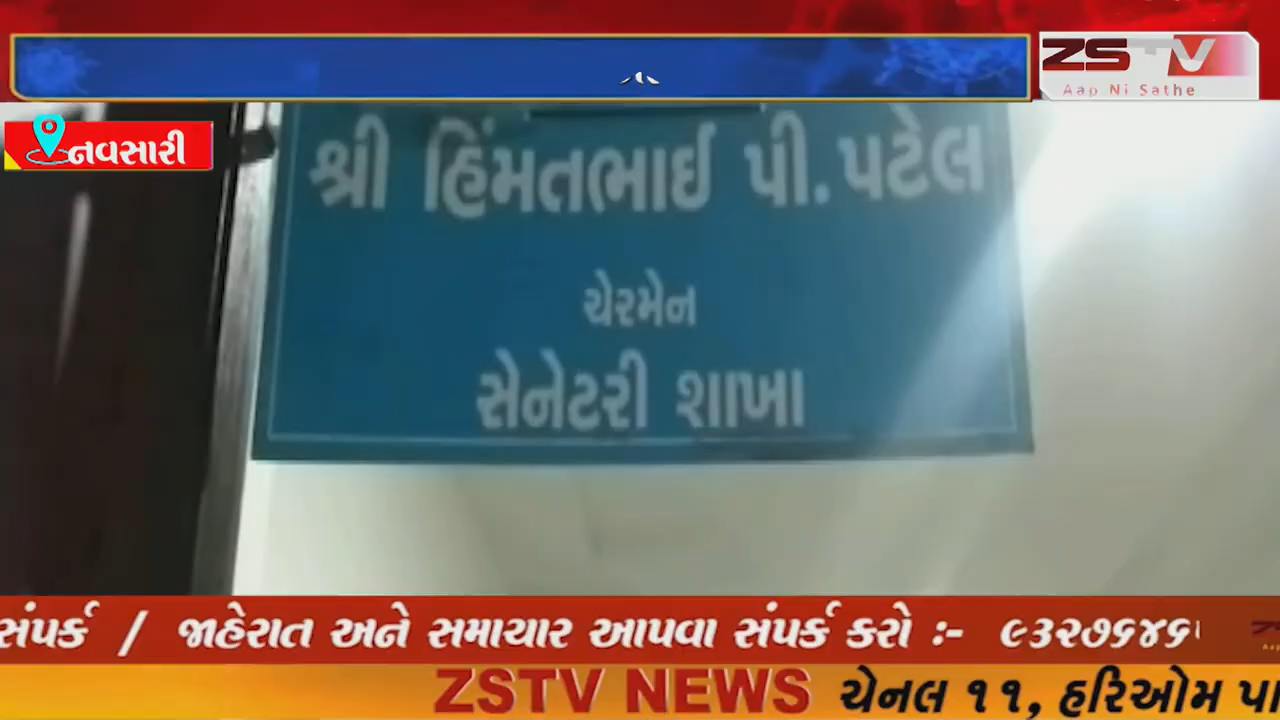 ZSTV
Aap Ni Sathe
નવસારી
શ્રી હિંમતભાઈ પી. પટેલ
ચેરમેન
સેનેટરી શાખા
સંપર્ક / જાહેરાત અને સમાચાર આપવા સંપર્ક કરો :- ૯૩૨૭૬૪૬
ZSTV NEWS ચેનલ ૧૧, હરિઓમ પા